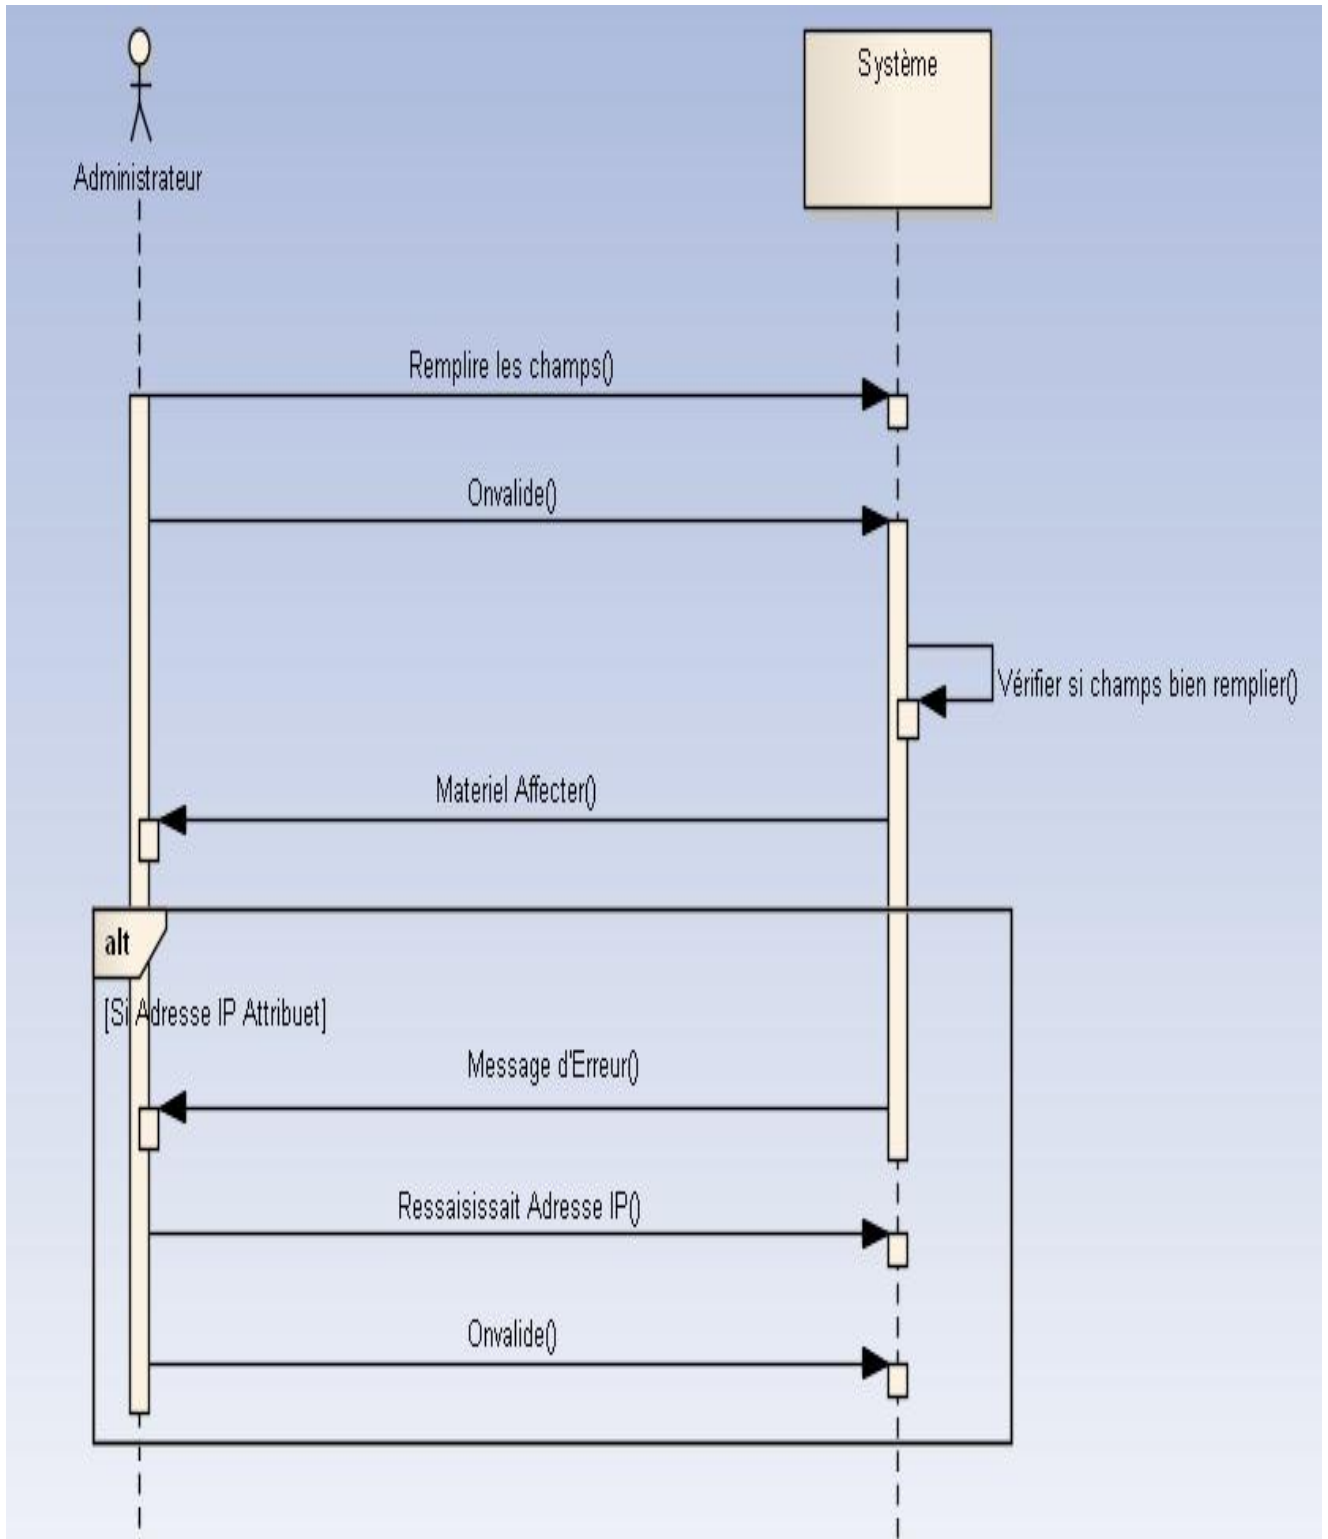 Système
Administrateur
Remplire les champs()
Onvalide()
Vérifier si champs bien remplier()
Materiel Affecter()
alt
[Si Adresse IP Attribuet]
Message d'Erreur()
Ressaisissait Adresse IP()
Onvalide()